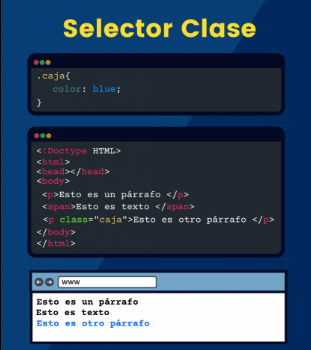 Selector Clase
.caja{
color: blue;
}
<!Doctype HTML>
<html>
<head></head>
<body>
<p>Esto es un párrafo </p>
<span>Esto es texto </span>
<p class="caja">Esto es otro párrafo </p>
</body>
</html>
www
Esto es un párrafo
Esto es texto
Esto es otro párrafo